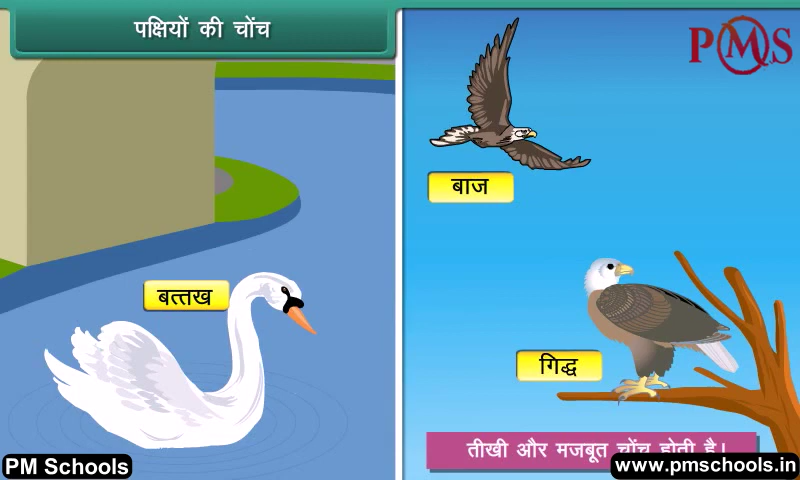 पक्षियों की चोंच
PMS
बाज
बत्तख
गिद्ध
तीखी और मजबूत चोंच होती है।
PM Schools
www.pmschools.in